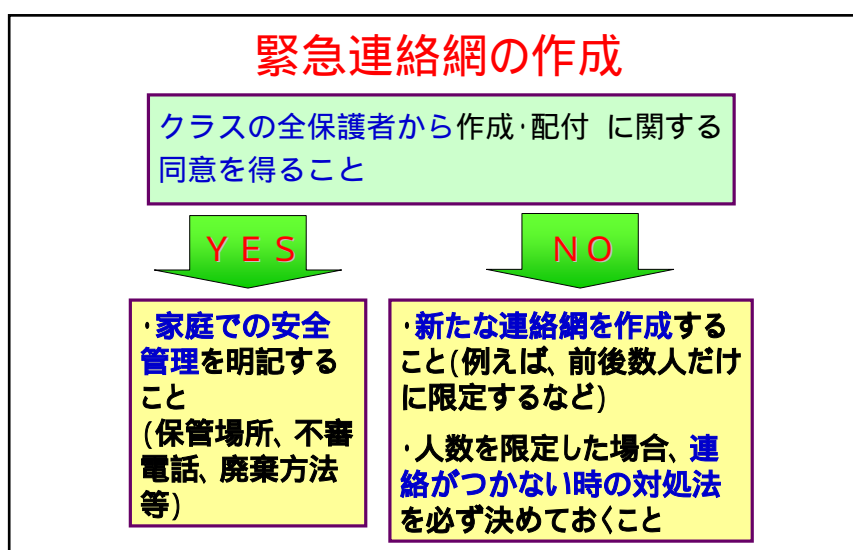 緊急連絡網の作成
クラスの全保護者から作成･配付 に関する
同意を得ること
ＹＥＳ
ＮＯ
･家庭での安全
管理を明記する
こと
(保管場所、不審
電話、廃棄方法
等)
･新たな連絡網を作成する
こと(例えば、前後数人だけ
に限定するなど)
･人数を限定した場合、連
絡がつかない時の対処法
を必ず決めておくこと